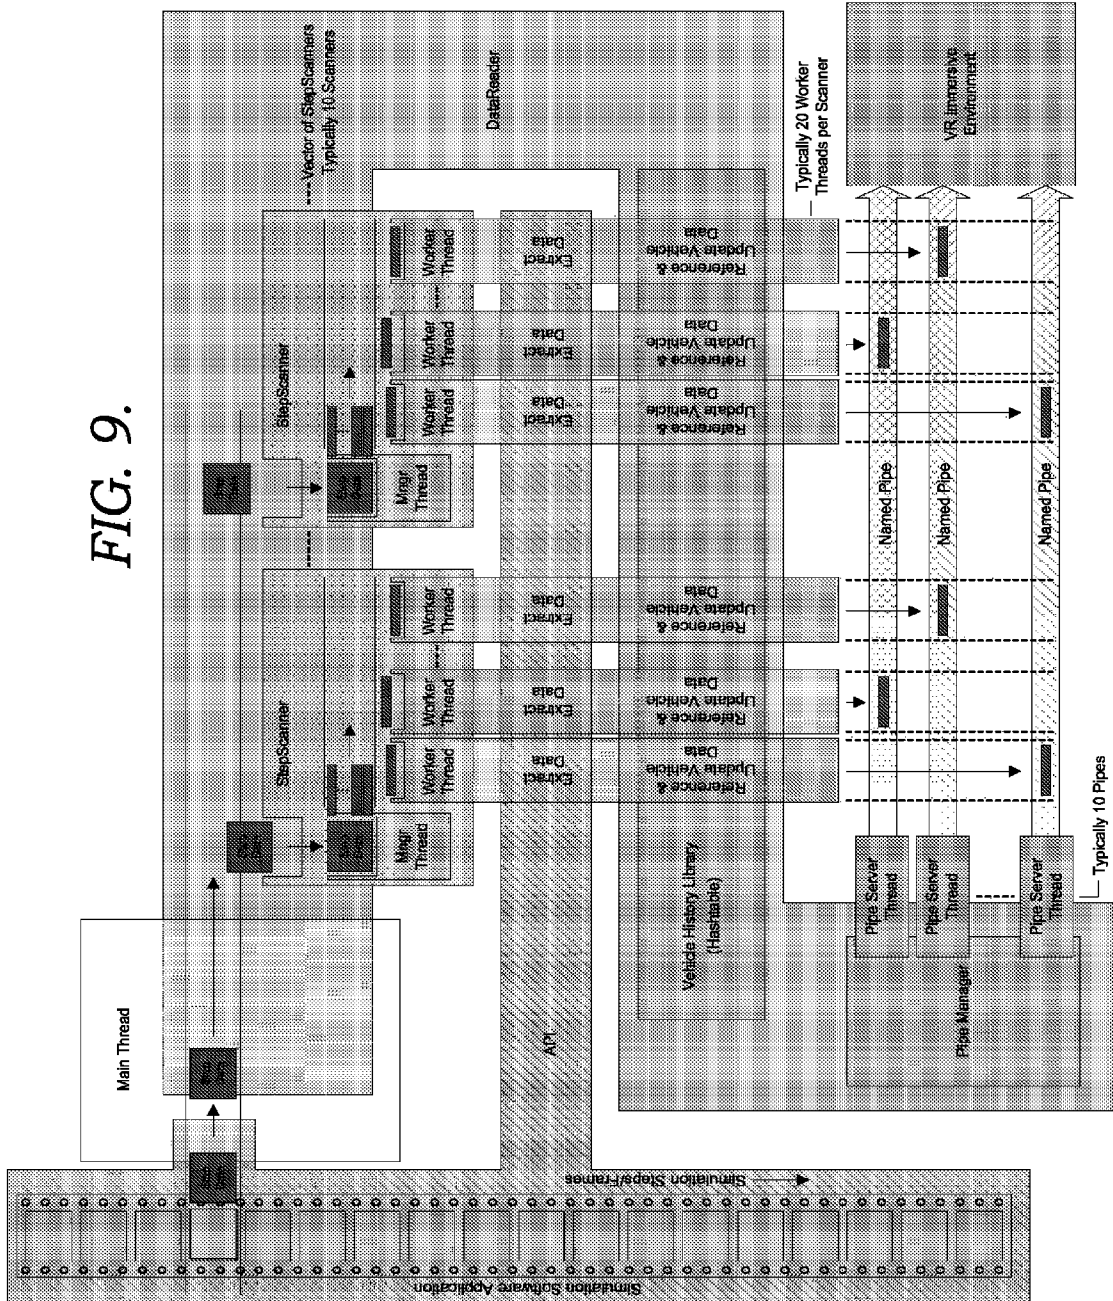 FIG. 9.
Simulation Software Application
Simulation Steps/Frames
Main Thread
API
DataReader
Vector of StepScanners
Typically 10 Scanners
StepScanner
Mngr
Thread
Worker
Thread
Worker
Thread
Worker
Thread
StepScanner
Mngr
Thread
Worker
Thread
Worker
Thread
Worker
Thread
Extract
Data
Extract
Data
Extract
Data
Extract
Data
Extract
Data
Extract
Data
Vehicle History Library
(Hashtable)
Reference &
Update Vehicle
Data
Reference &
Update Vehicle
Data
Reference &
Update Vehicle
Data
Reference &
Update Vehicle
Data
Reference &
Update Vehicle
Data
Reference &
Update Vehicle
Data
Typically 20 Worker
Threads per Scanner
Pipe Manager
Pipe Server
Thread
Pipe Server
Thread
Pipe Server
Thread
Typically 10 Pipes
Named Pipe
Named Pipe
Named Pipe
VR Immersive
Environment